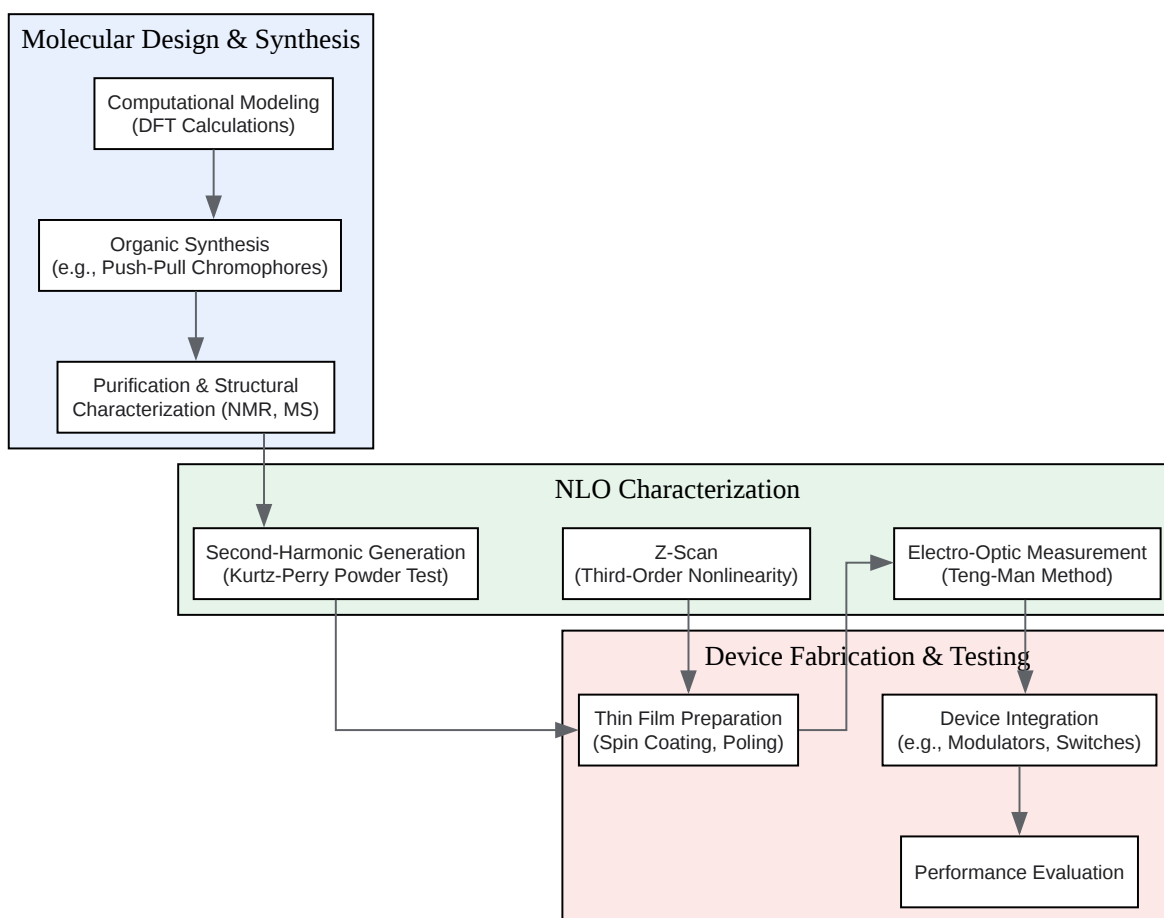 Molecular Design & Synthesis
Computational Modeling
(DFT Calculations)
Organic Synthesis
(e.g., Push-Pull Chromophores)
Purification & Structural
Characterization (NMR, MS)
NLO Characterization
Second-Harmonic Generation
(Kurtz-Perry Powder Test)
Z-Scan
(Third-Order Nonlinearity)
Electro-Optic Measurement
(Teng-Man Method)
Device Fabrication & Testing
Thin Film Preparation
(Spin Coating, Poling)
Device Integration
(e.g., Modulators, Switches)
Performance Evaluation